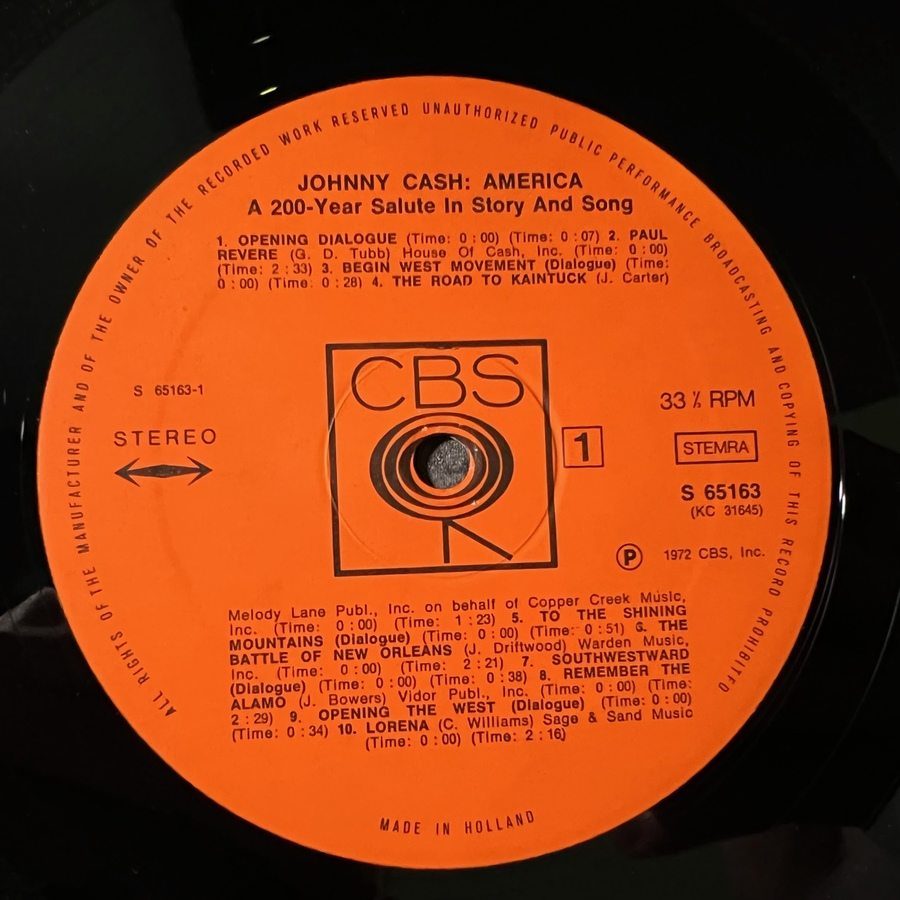 ALL RIGHTS OF THE MANUFACTURER AND OF THE OWNER OF THE RECORDED WORK RESERVED UNAUTHORIZED PUBLIC PERFORMANCE BROADCASTING AND COPYING OF THIS RECORD PROHIBITED
JOHNNY CASH: AMERICA
A 200-Year Salute In Story And Song
1. OPENING DIALOGUE (Time: 0:00) (Time: 0:07) 2. PAUL
REVERE (G. D. Tubb) House Of Cash, Inc. (Time: 0:00)
(Time: 2:33) 3. BEGIN WEST MOVEMENT (Dialogue) (Time:
0:00) (Time: 0:28) 4. THE ROAD TO KAINTUCK (J. Carter)
CBS
S 65163-1
STEREO
1
33⅓ RPM
STEMRA
S 65163
(KC 31645)
℗ 1972 CBS, Inc.
Melody Lane Publ., Inc. on behalf of Copper Creek Music,
Inc. (Time: 0:00) (Time: 1:23) 5. TO THE SHINING
MOUNTAINS (Dialogue) (Time: 0:00) (Time: 0:51) 6. THE
BATTLE OF NEW ORLEANS (J. Driftwood) Warden Music,
Inc. (Time: 0:00) (Time: 2:21) 7. SOUTHWESTWARD
(Dialogue) (Time: 0:00) (Time: 0:38) 8. REMEMBER THE
ALAMO (J. Bowers) Vidor Publ., Inc. (Time: 0:00) (Time:
2:29) 9. OPENING THE WEST (Dialogue) (Time: 0:00)
(Time: 0:34) 10. LORENA (C. Williams) Sage & Sand Music
(Time: 0:00) (Time: 2:16)
MADE IN HOLLAND